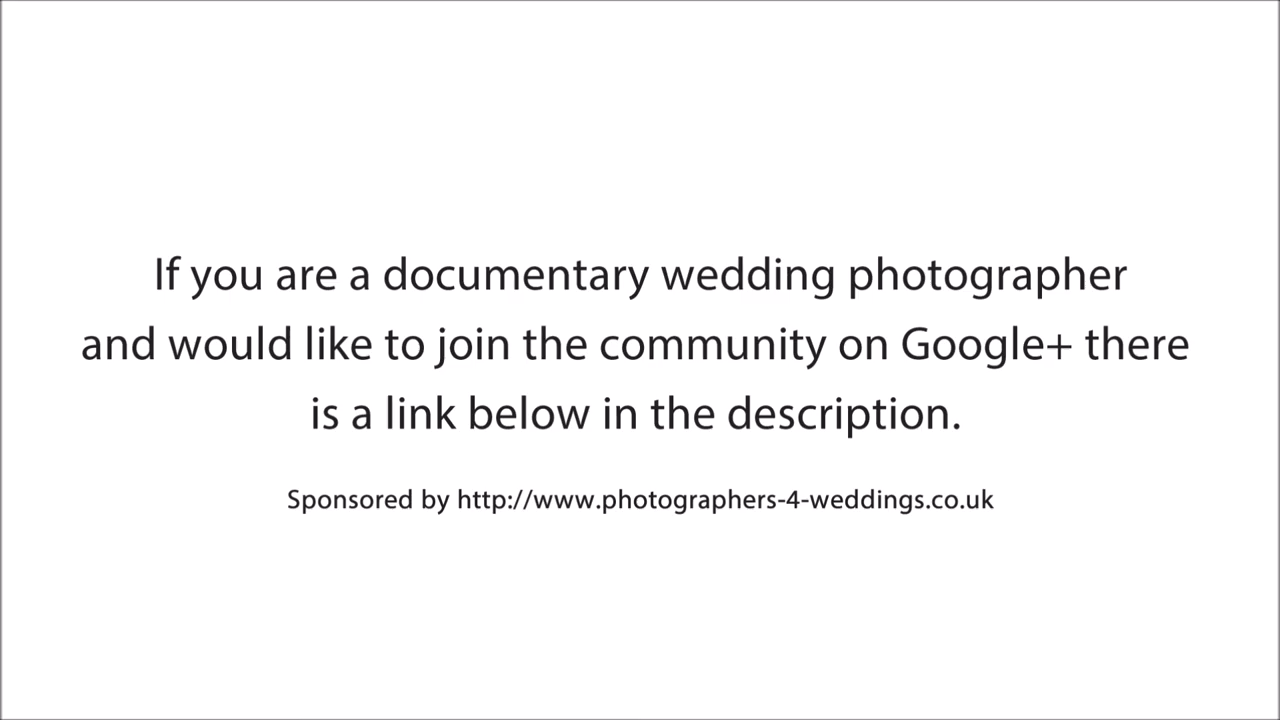 If you are a documentary wedding photographer
and would like to join the community on Google+ there
is a link below in the description.
Sponsored by http://www.photographers-4-weddings.co.uk